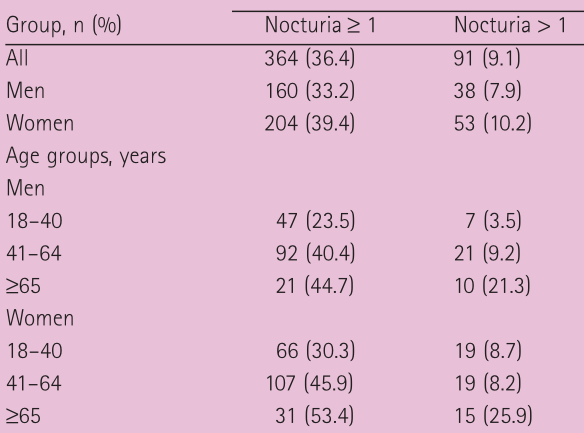 Group, n (%) Nocturia ≥ 1 Nocturia > 1
All 364 (36.4) 91 (9.1)
Men 160 (33.2) 38 (7.9)
Women 204 (39.4) 53 (10.2)
Age groups, years
Men
18–40 47 (23.5) 7 (3.5)
41–64 92 (40.4) 21 (9.2)
≥65 21 (44.7) 10 (21.3)
Women
18–40 66 (30.3) 19 (8.7)
41–64 107 (45.9) 19 (8.2)
≥65 31 (53.4) 15 (25.9)